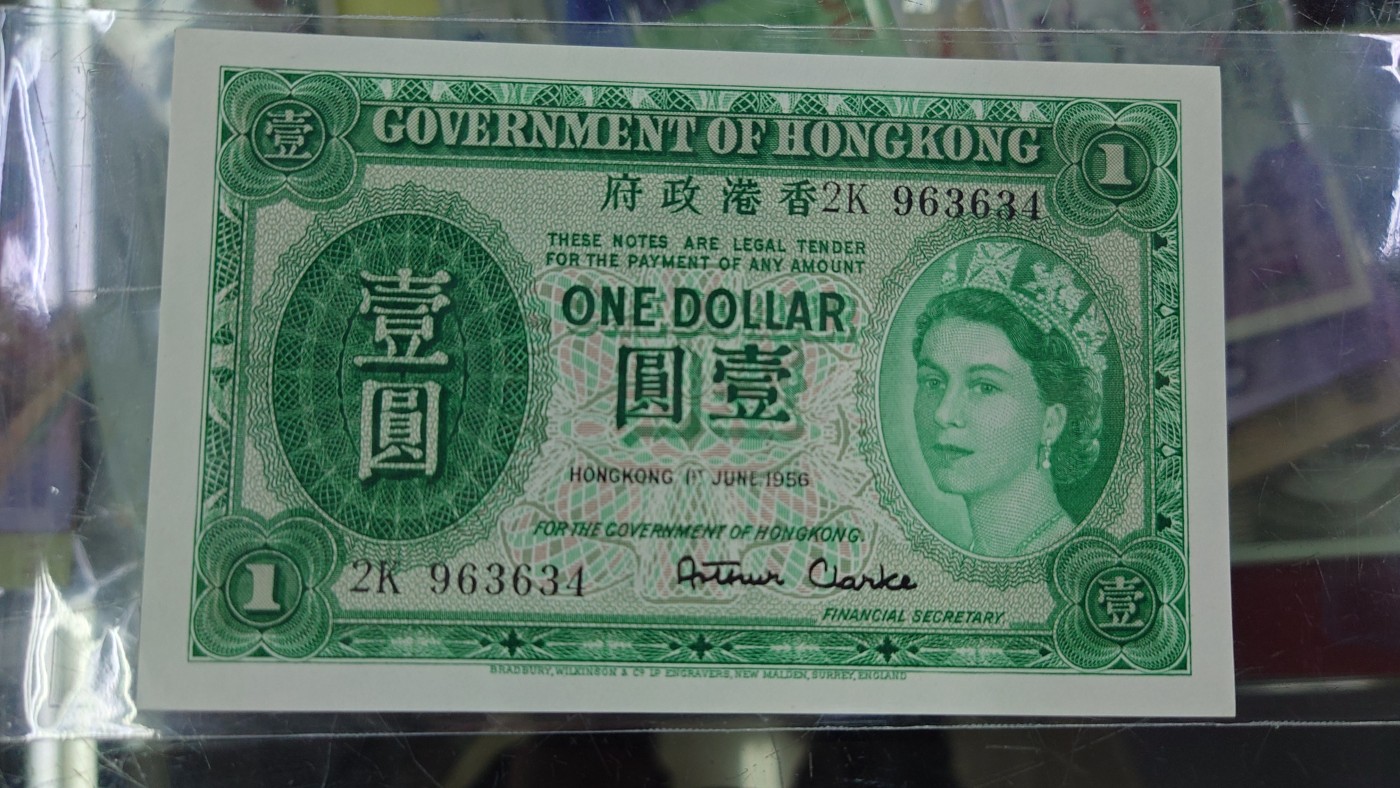 壹
GOVERNMENT OF HONGKONG
1
府政港香
2K 963634
THESE NOTES ARE LEGAL TENDER
FOR THE PAYMENT OF ANY AMOUNT
ONE DOLLAR
圓壹
壹圓
HONGKONG 1ST JUNE 1956
FOR THE GOVERNMENT OF HONGKONG.
1
2K 963634
Arthur Clarke
FINANCIAL SECRETARY
壹
BRADBURY, WILKINSON & Co Ld ENGRAVERS, NEW MALDEN, SURREY, ENGLAND